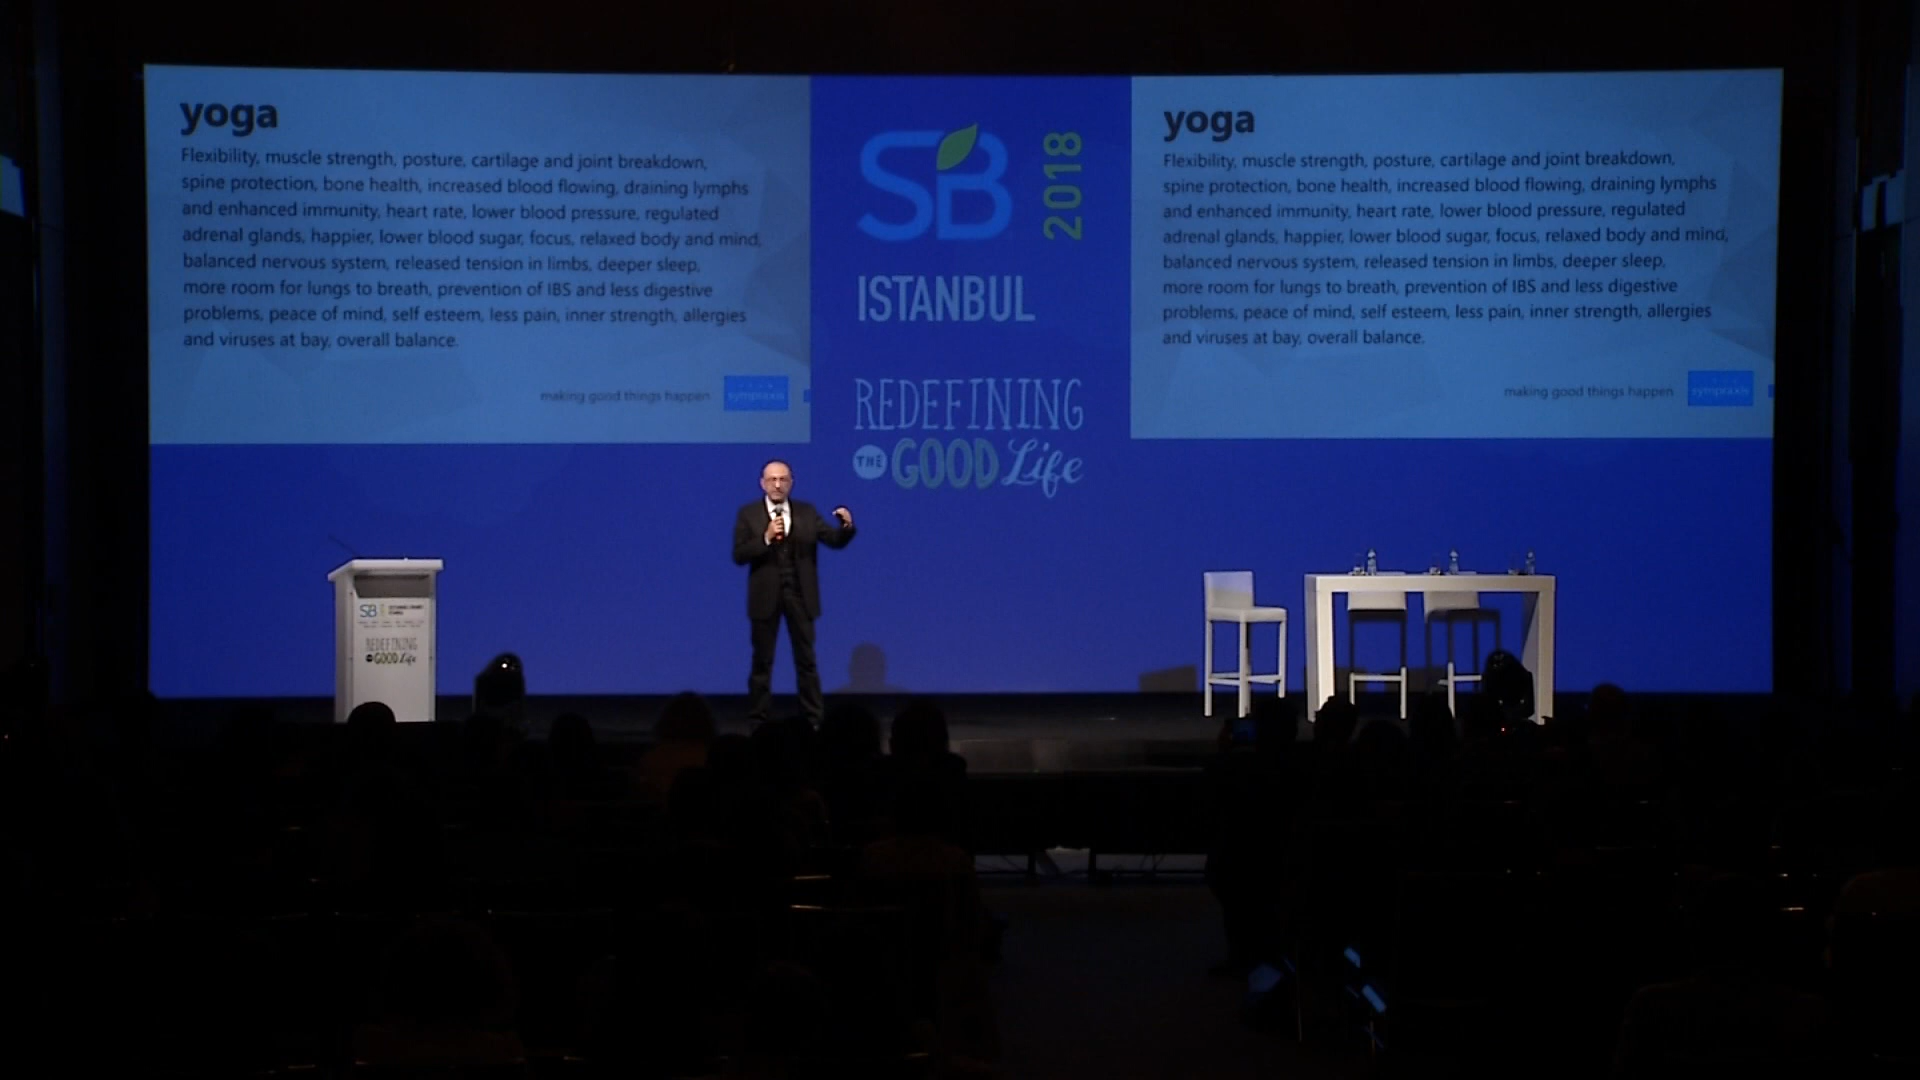 yoga
Flexibility, muscle strength, posture, cartilage and joint breakdown,
spine protection, bone health, increased blood flowing, draining lymphs
and enhanced immunity, heart rate, lower blood pressure, regulated
adrenal glands, happier, lower blood sugar, focus, relaxed body and mind,
balanced nervous system, released tension in limbs, deeper sleep,
more room for lungs to breath, prevention of IBS and less digestive
problems, peace of mind, self esteem, less pain, inner strength, allergies
and viruses at bay, overall balance.
making good things happen
sympraxis
SB
2018
ISTANBUL
REDEFINING
THE GOOD Life
yoga
Flexibility, muscle strength, posture, cartilage and joint breakdown,
spine protection, bone health, increased blood flowing, draining lymphs
and enhanced immunity, heart rate, lower blood pressure, regulated
adrenal glands, happier, lower blood sugar, focus, relaxed body and mind,
balanced nervous system, released tension in limbs, deeper sleep,
more room for lungs to breath, prevention of IBS and less digestive
problems, peace of mind, self esteem, less pain, inner strength, allergies
and viruses at bay, overall balance.
making good things happen
sympraxis
SB
REDEFINING
THE GOOD Life